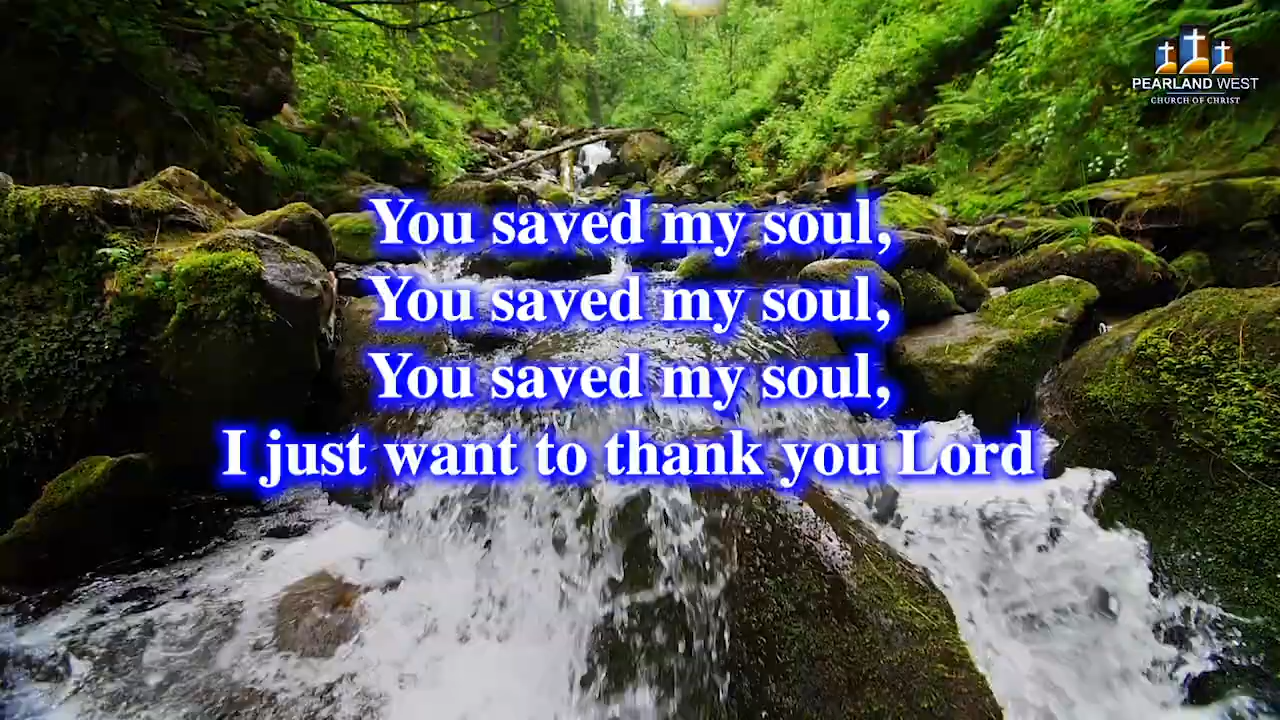 PEARLAND WEST
CHURCH OF CHRIST
You saved my soul,
You saved my soul,
You saved my soul,
I just want to thank you Lord